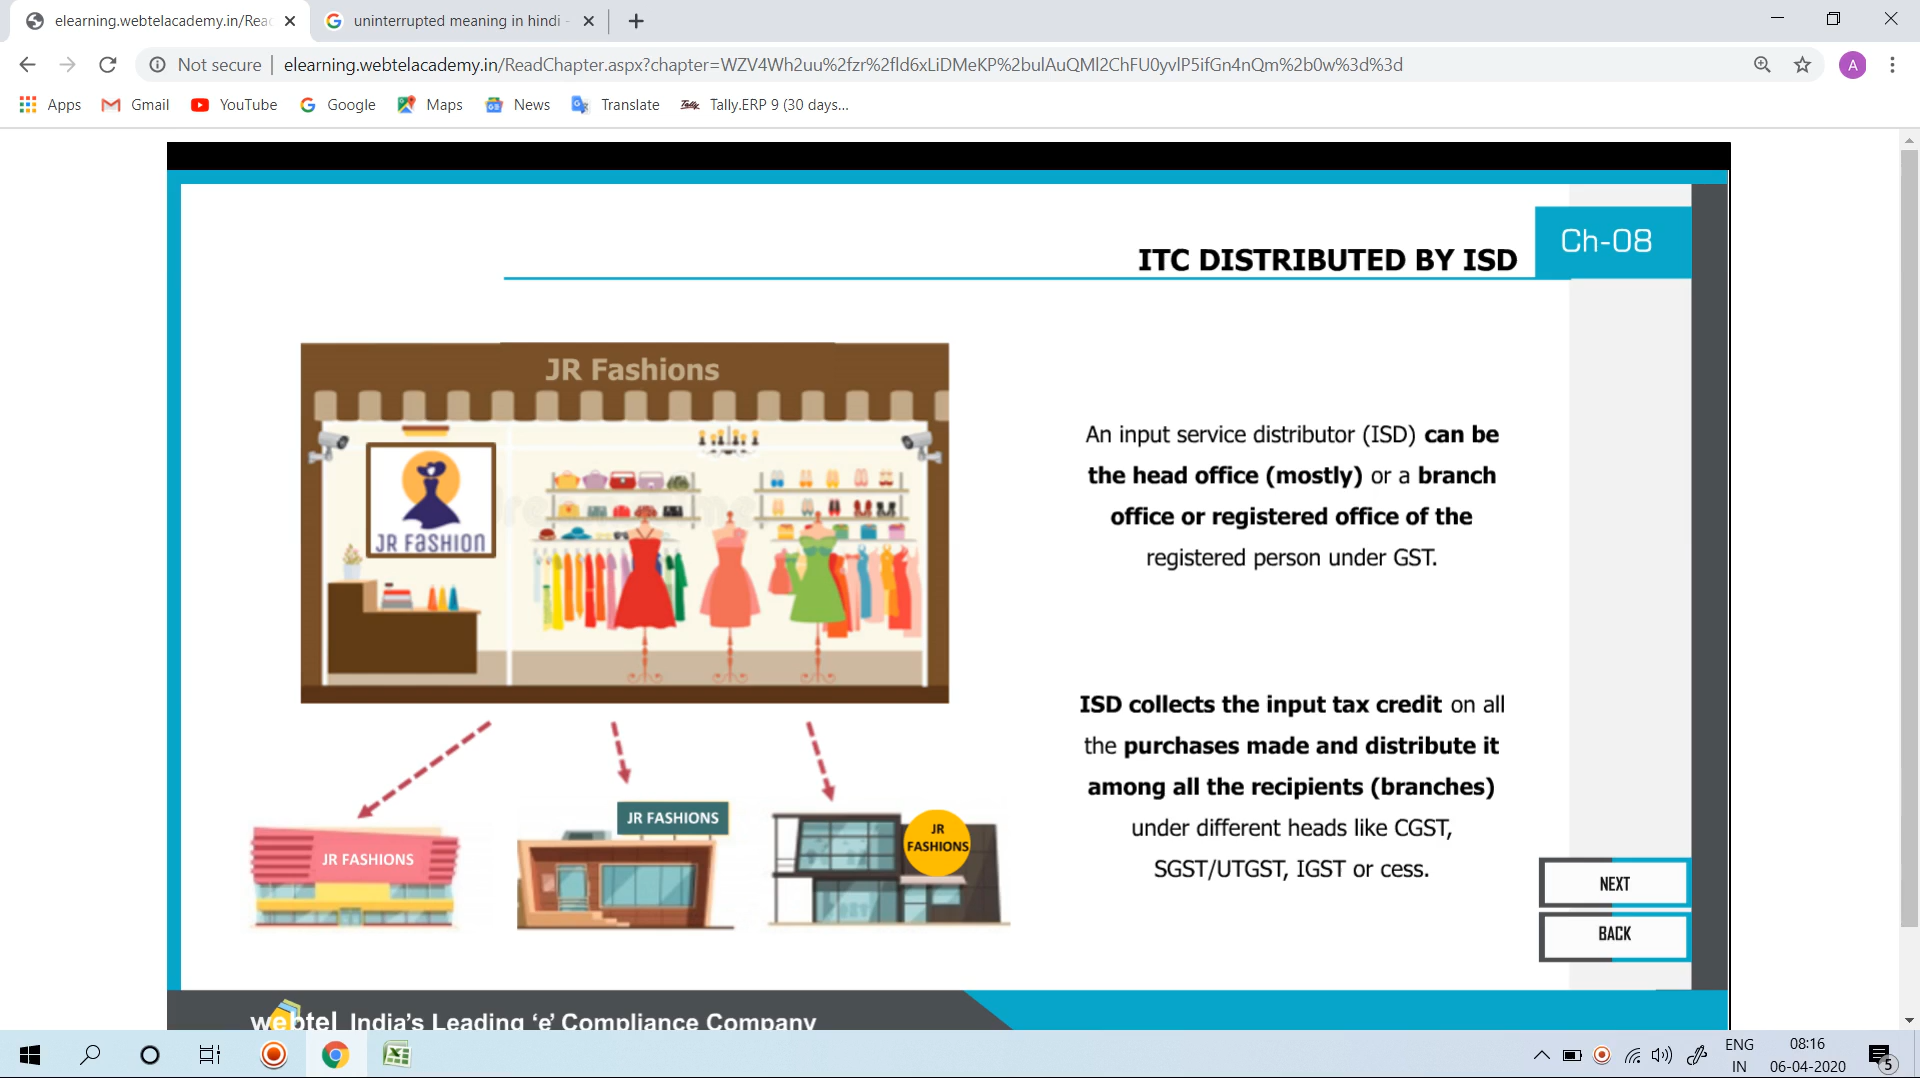 elearning.webtelacademy.in/Read
uninterrupted meaning in hindi -
Not secure
elearning.webtelacademy.in/ReadChapter.aspx?chapter=WZV4Wh2uu%2fzr%2fld6xLiDMeKP%2bulAuQMl2ChFU0yvlP5ifGn4nQm%2b0w%3d%3d
A
Apps
Gmail
YouTube
Google
Maps
News
Translate
Tally.ERP 9 (30 days...
Ch-08
ITC DISTRIBUTED BY ISD
JR Fashions
JR FASHION
An input service distributor (ISD) can be
the head office (mostly) or a branch
office or registered office of the
registered person under GST.
ISD collects the input tax credit on all
the purchases made and distribute it
among all the recipients (branches)
under different heads like CGST,
SGST/UTGST, IGST or cess.
JR FASHIONS
JR FASHIONS
JR
FASHIONS
NEXT
BACK
webtel India's Leading ‘e’ Compliance Company
ENG
IN
08:16
06-04-2020
5